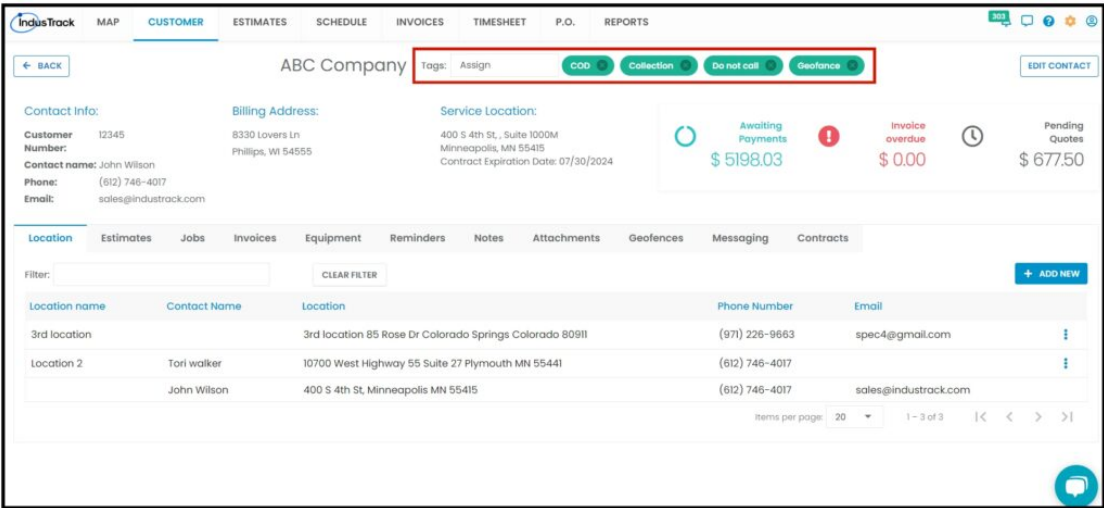 IndusTrack MAP CUSTOMER ESTIMATES SCHEDULE INVOICES TIMESHEET P.O. REPORTS 303
← BACK ABC Company Tags: Assign COD Collection Do not call Geofance EDIT CONTACT
Contact Info: Billing Address: Service Location:
Customer Number: 12345
Contact name: John Wilson
Phone: (612) 746-4017
Email: sales@industrack.com
8330 Lovers Ln
Phillips, WI 54555
400 S 4th St, , Suite 1000M
Minneapolis, MN 55415
Contract Expiration Date: 07/30/2024
Awaiting Payments
$ 5198.03
Invoice overdue
$ 0.00
Pending Quotes
$ 677.50
Location Estimates Jobs Invoices Equipment Reminders Notes Attachments Geofences Messaging Contracts
Filter: CLEAR FILTER + ADD NEW
Location name Contact Name Location Phone Number Email
3rd location 3rd location 85 Rose Dr Colorado Springs Colorado 80911 (971) 226-9663 spec4@gmail.com
Location 2 Tori walker 10700 West Highway 55 Suite 27 Plymouth MN 55441 (612) 746-4017
John Wilson 400 S 4th St, Minneapolis MN 55415 (612) 746-4017 sales@industrack.com
Items per page: 20 1 – 3 of 3